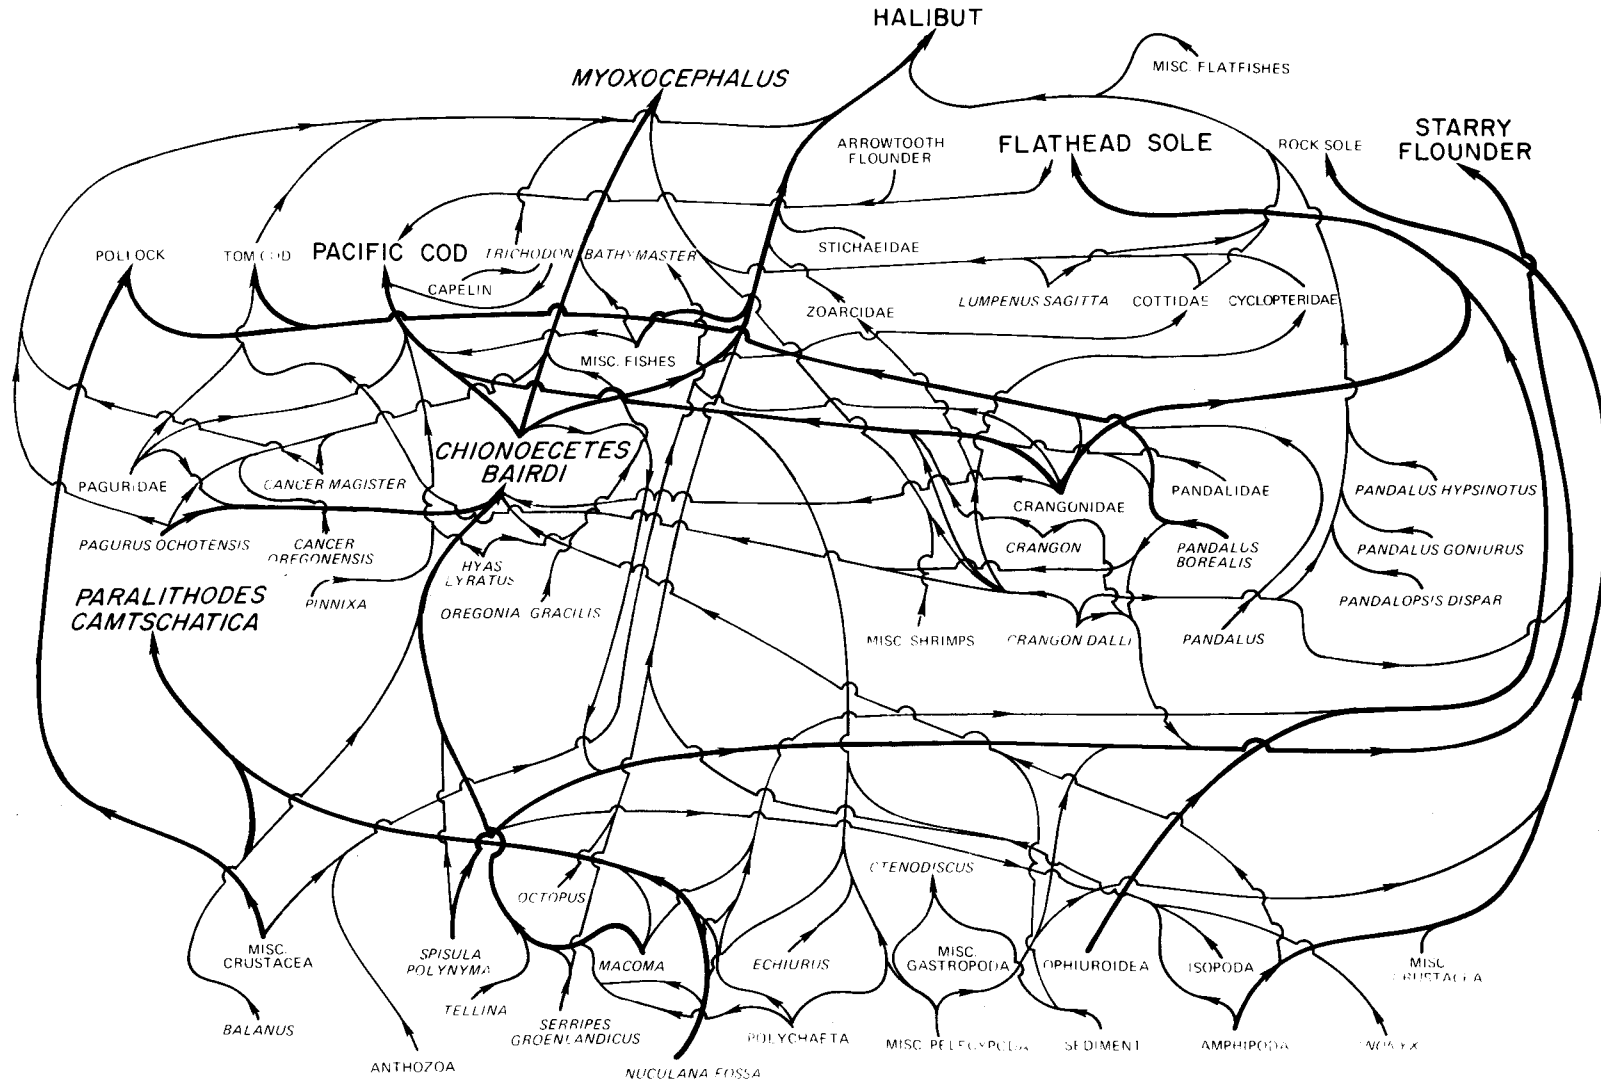 HALIBUT
MISC. FLATFISHES
MYOXOCEPHALUS
ARROWTOOTH
FLOUNDER
FLATHEAD SOLE
ROCK SOLE
STARRY
FLOUNDER
POLLOCK
TOM COD
PACIFIC COD
TRICHODON
BATHYMASTER
STICHAEIDAE
CAPELIN
ZOARCIDAE
LUMPENUS SAGITTA
COTTIDAE
CYCLOPTERIDAE
MISC. FISHES
CHIONOECETES
BAIRDI
PAGURIDAE
CANCER MAGISTER
CRANGONIDAE
PANDALIDAE
PANDALUS HYPSINOTUS
PAGURUS OCHOTENSIS
CANCER
OREGONENSIS
HYAS
LYRATUS
CRANGON
PANDALUS
BOREALIS
PANDALUS GONIURUS
PARALITHODES
CAMTSCHATICA
PINNIXA
OREGONIA GRACILIS
PANDALOPSIS DISPAR
MISC. SHRIMPS
CRANGON DALLI
PANDALUS
CTENODISCUS
OCTOPUS
MISC.
CRUSTACEA
SPISULA
POLYNYMA
MACOMA
ECHIURUS
MISC.
GASTROPODA
OPHIUROIDEA
ISOPODA
MISC
CRUSTACEA
TELLINA
BALANUS
SERRIPES
GROENLANDICUS
POLYCHAETA
MISC PELECYPODA
SEDIMENT
AMPHIPODA
ANTHOZOA
NUCULANA FOSSA